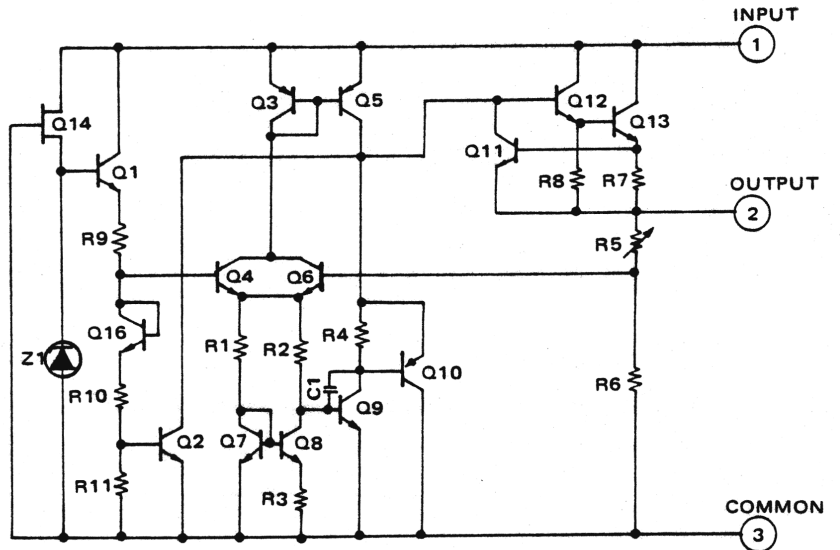 INPUT
1
Q3
Q5
Q12
Q14
Q13
Q1
Q11
R8
R7
OUTPUT
2
R9
R5
Q4
Q6
Q16
R1
R2
R4
Z1
Q10
R10
C1
R6
Q9
Q2
Q7
Q8
R11
R3
COMMON
3